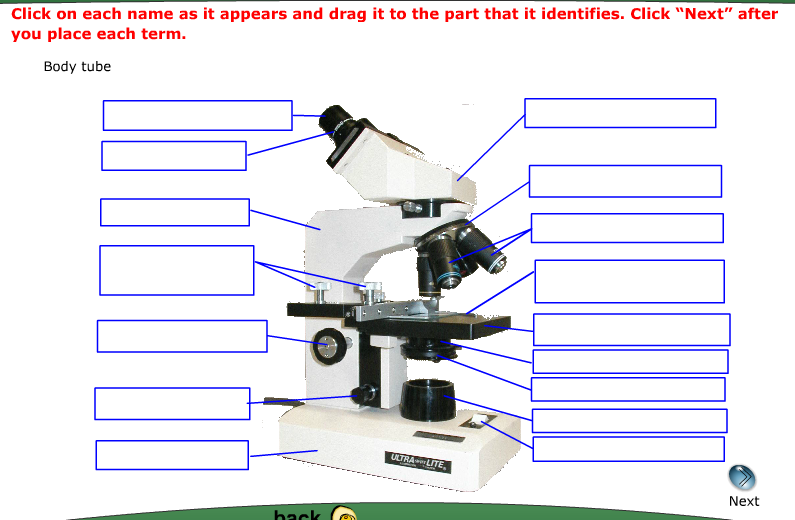 Click on each name as it appears and drag it to the part that it identifies. Click “Next” after
you place each term.
Body tube
ULTRA LITE
Next
back